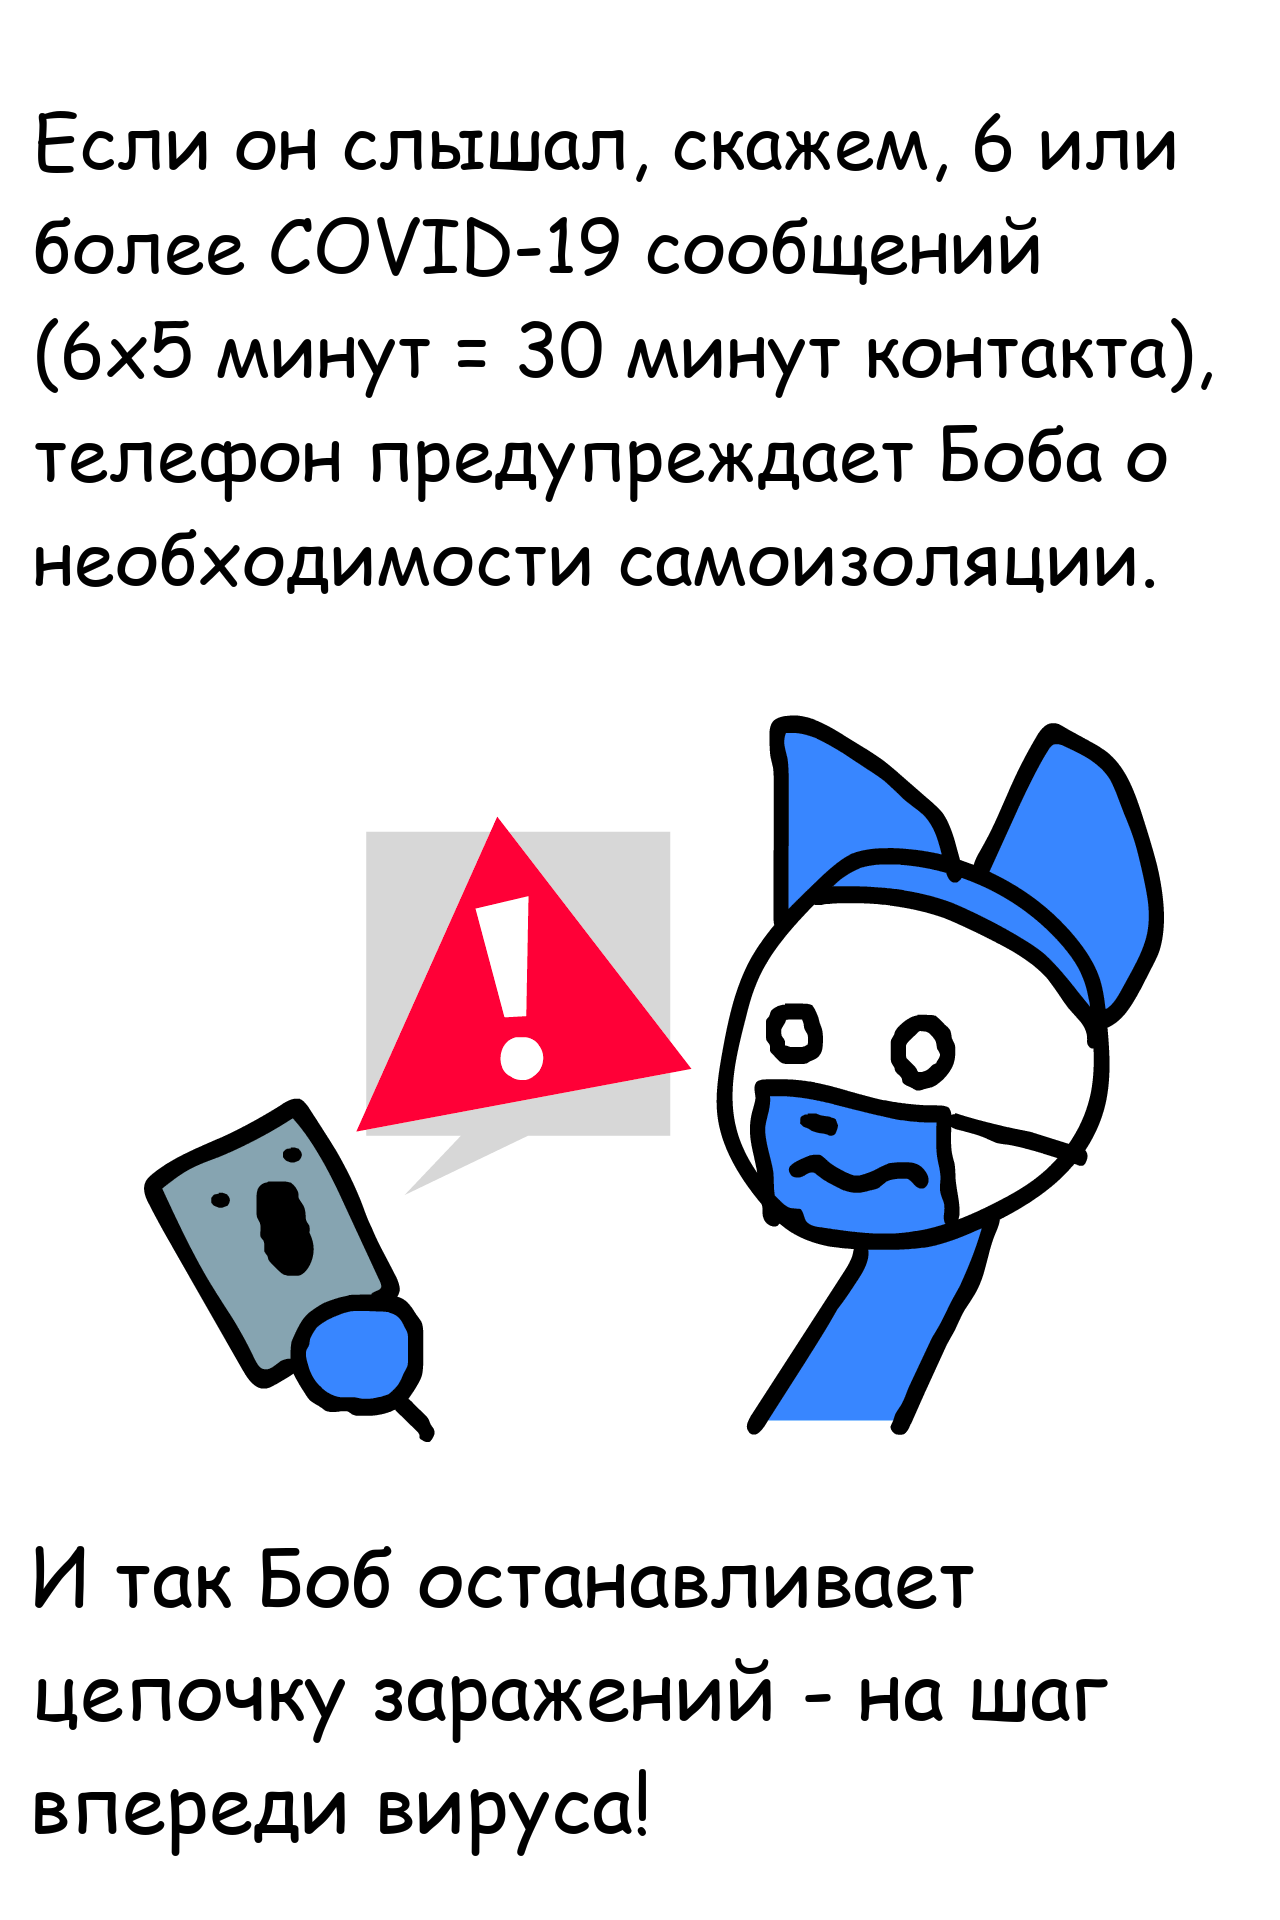 Если он слышал, скажем, 6 или
более COVID-19 сообщений
(6x5 минут = 30 минут контакта),
телефон предупреждает Боба о
необходимости самоизоляции.
!
И так Боб останавливает
цепочку заражений - на шаг
впереди вируса!